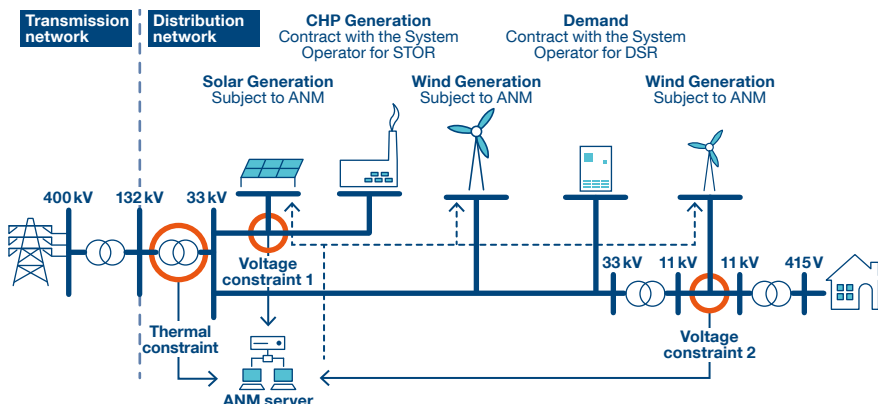 Transmission
network
Distribution
network
CHP Generation
Contract with the System
Operator for STOR
Demand
Contract with the System
Operator for DSR
Solar Generation
Subject to ANM
Wind Generation
Subject to ANM
Wind Generation
Subject to ANM
400 kV
132 kV
33 kV
33 kV
11 kV
11 kV
415 V
Voltage
constraint 1
Thermal
constraint
Voltage
constraint 2
ANM server